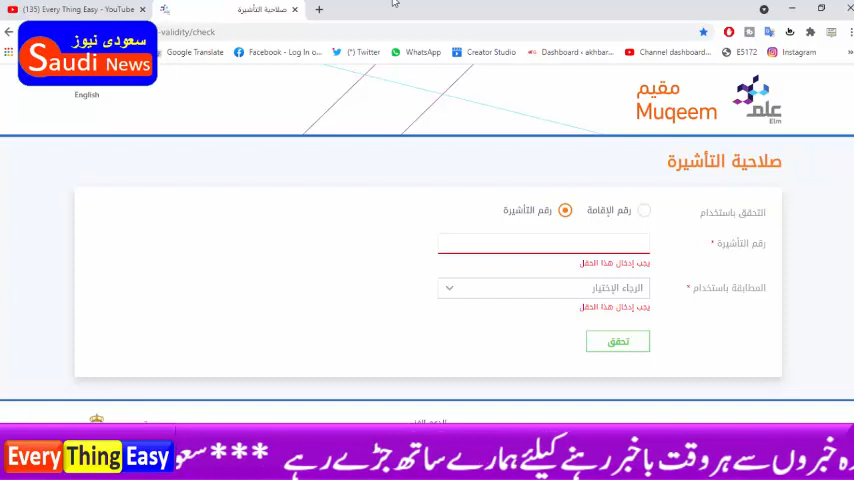 (135) Every Thing Easy - YouTube
صلاحية التأشيرة
-validity/check
Google Translate
Facebook - Log In o...
(*) Twitter
WhatsApp
Creator Studio
Dashboard ‹ akhbar...
Channel dashboard...
E5172
Instagram
سعودی نیوز
Saudi News
English
مقيم
Muqeem
علم
Elm
صلاحية التأشيرة
التحقق باستخدام
رقم الإقامة
رقم التأشيرة
رقم التأشيرة *
يجب إدخال هذا الحقل
المطابقة باستخدام *
الرجاء الإختيار
يجب إدخال هذا الحقل
تحقق
Every Thing Easy
ہ خبروں سے ہر وقت باخبر رہنے کیلئے ہمارے ساتھ جڑے رہے *** سعو